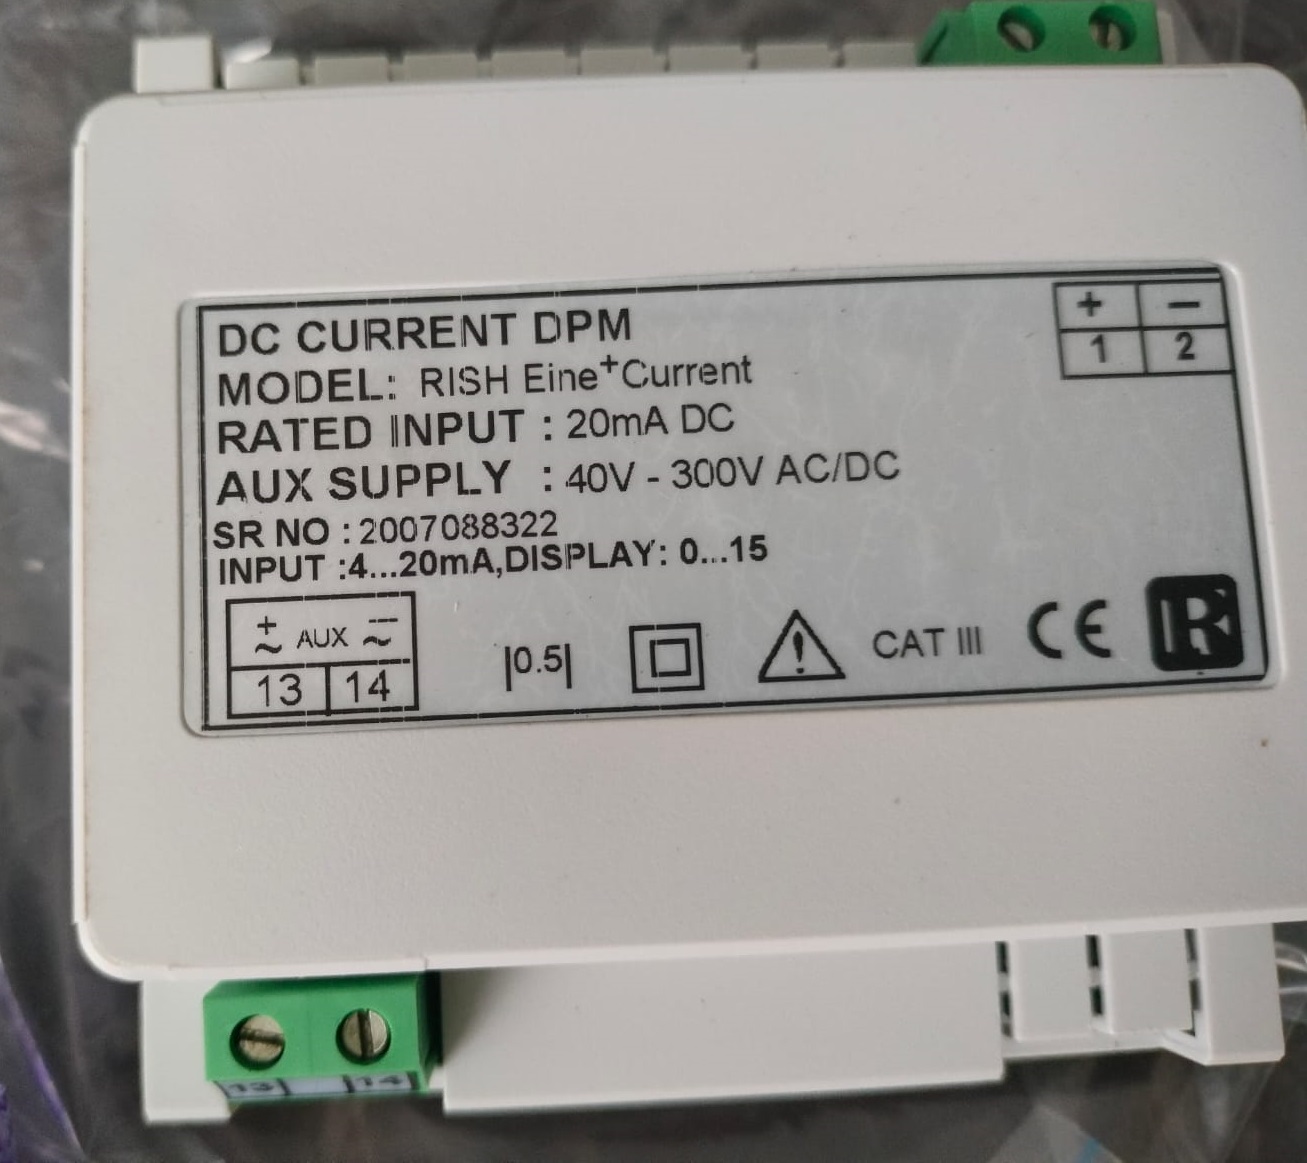 DC CURRENT DPM
MODEL: RISH Eine+Current
RATED INPUT : 20mA DC
AUX SUPPLY : 40V - 300V AC/DC
SR NO : 2007088322
INPUT :4...20mA,DISPLAY: 0...15
+ −
1 2
AUX
13 14
|0.5|
CAT III
CE
R
13 14